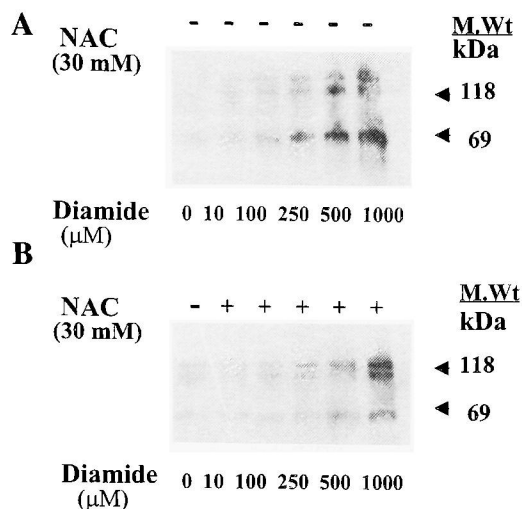 A
NAC - - - - - - M.Wt
(30 mM) kDa
118
69
Diamide 0 10 100 250 500 1000
(μM)
B
NAC - + + + + + M.Wt
(30 mM) kDa
118
69
Diamide 0 10 100 250 500 1000
(μM)